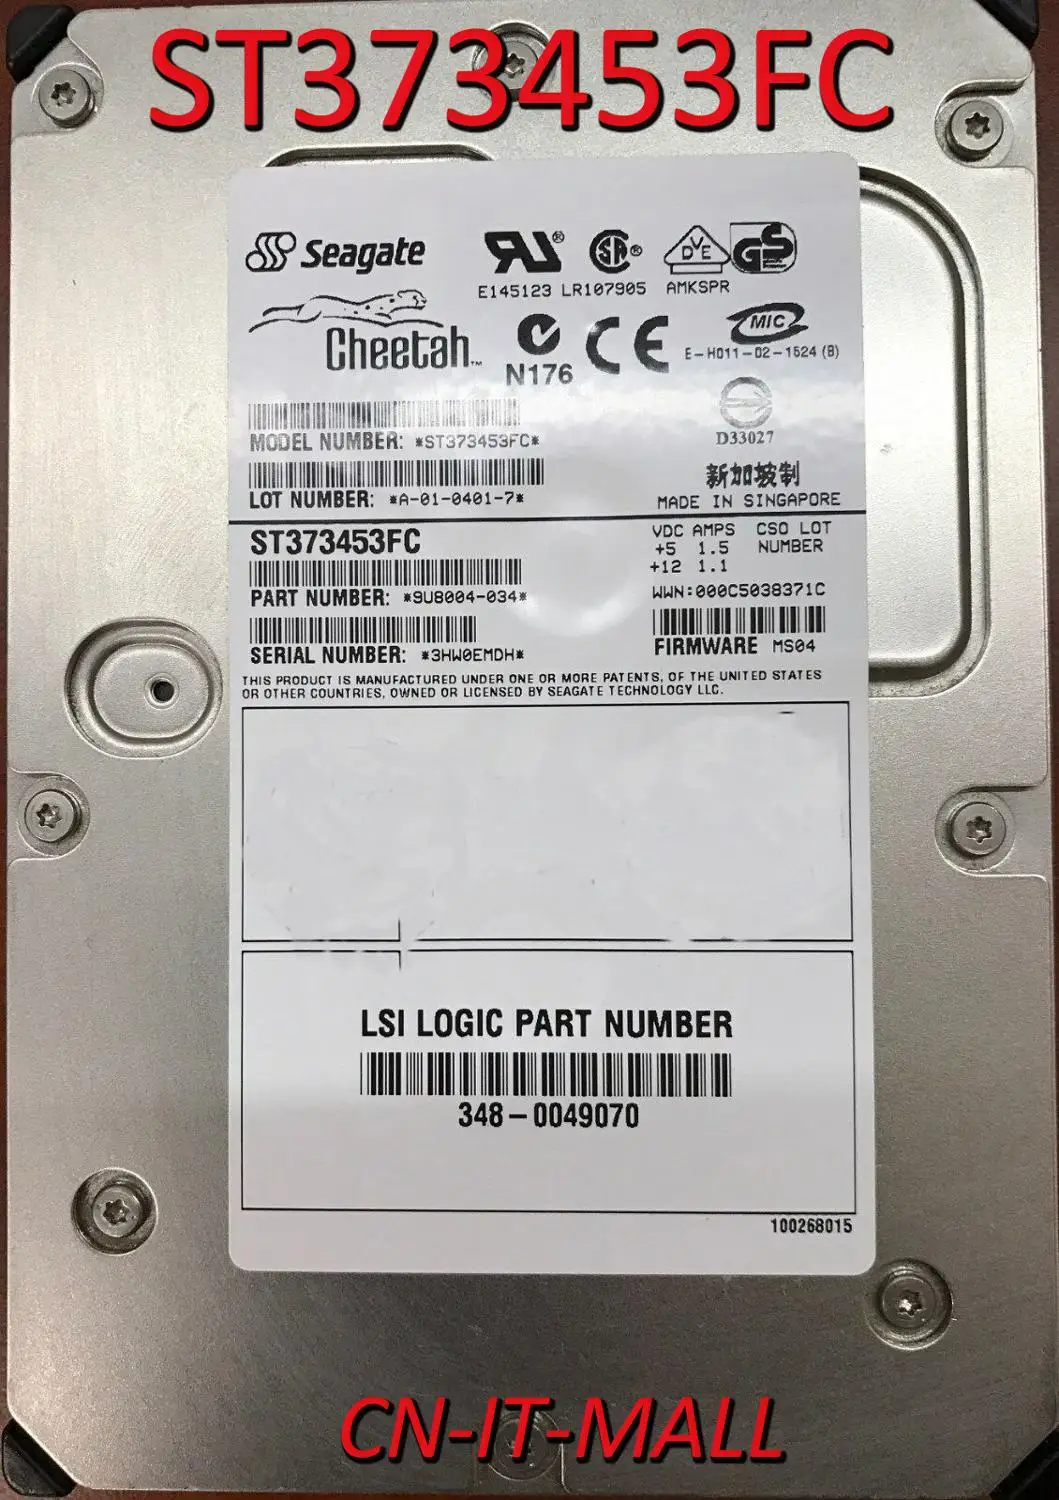 ST373453FC
Seagate
E145123 LR107905 AMKSPR
Cheetah™
N176
MIC
E-H011-02-1624 (B)
D33027
MODEL NUMBER: *ST373453FC*
LOT NUMBER: *A-01-0401-7*
新加坡制
MADE IN SINGAPORE
ST373453FC
PART NUMBER: *9U8004-034*
SERIAL NUMBER: *3HW0EMDH*
VDC AMPS CSO LOT
+5 1.5 NUMBER
+12 1.1
WWN:000C5038371C
FIRMWARE MS04
THIS PRODUCT IS MANUFACTURED UNDER ONE OR MORE PATENTS, OF THE UNITED STATES
OR OTHER COUNTRIES, OWNED OR LICENSED BY SEAGATE TECHNOLOGY LLC.
LSI LOGIC PART NUMBER
348-0049070
100268015
CN-IT-MALL